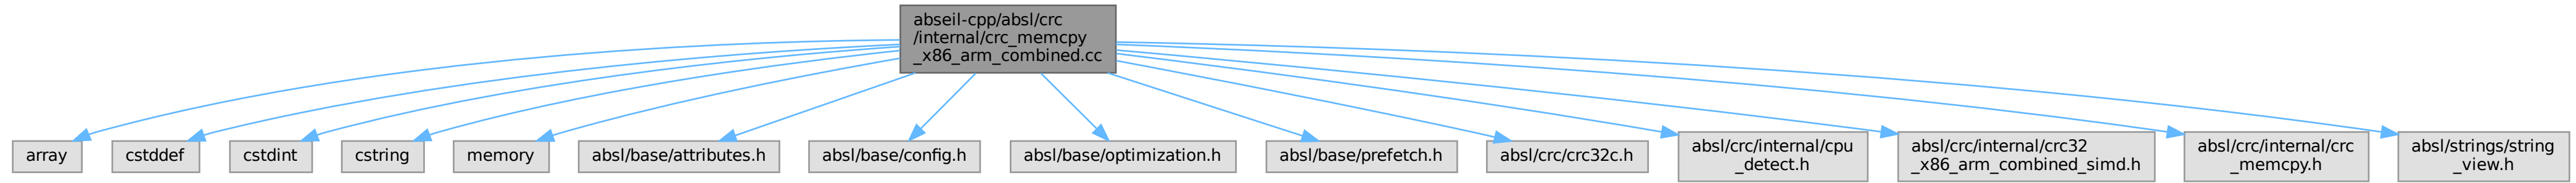 abseil-cpp/absl/crc
/internal/crc_memcpy
_x86_arm_combined.cc
array
cstddef
cstdint
cstring
memory
absl/base/attributes.h
absl/base/config.h
absl/base/optimization.h
absl/base/prefetch.h
absl/crc/crc32c.h
absl/crc/internal/cpu
_detect.h
absl/crc/internal/crc32
_x86_arm_combined_simd.h
absl/crc/internal/crc
_memcpy.h
absl/strings/string
_view.h